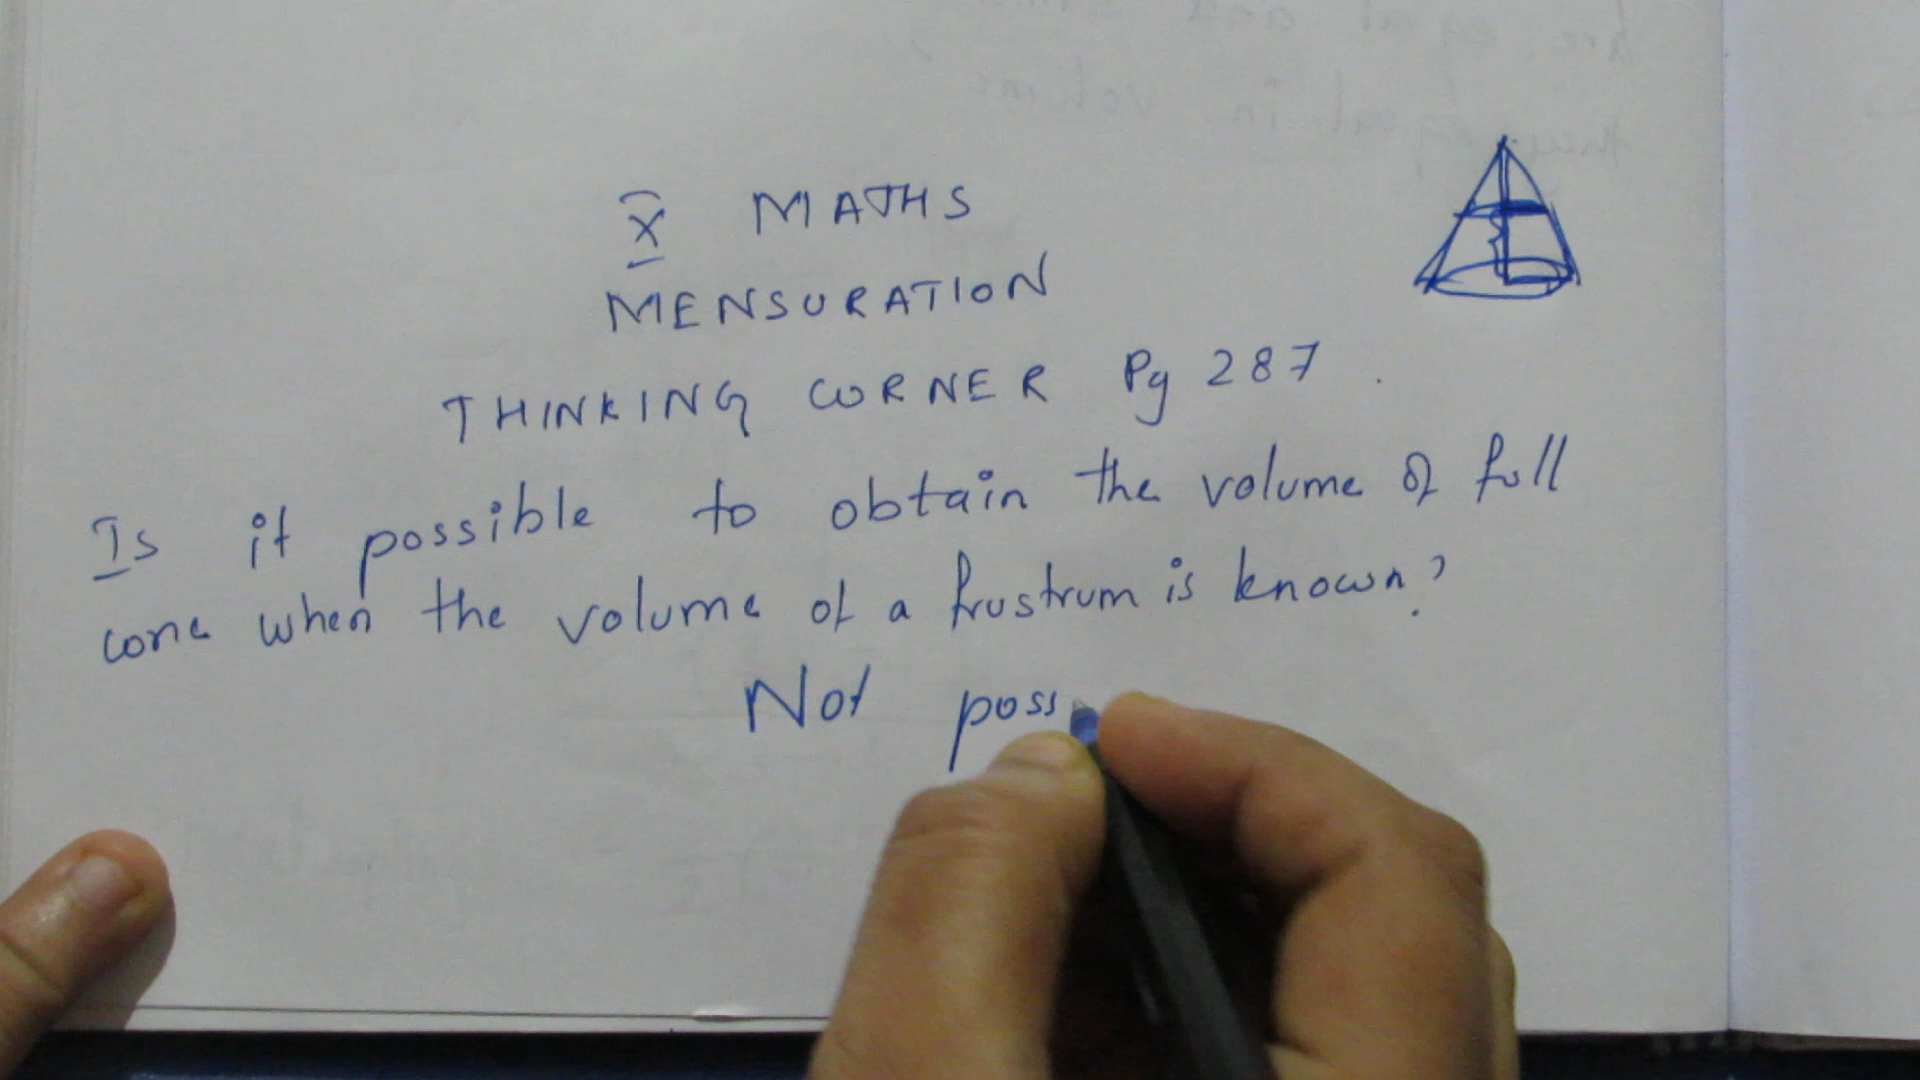 X MATHS
MENSURATION
THINKING CORNER Pg 287.
Is it possible to obtain the volume of full
cone when the volume of a frustrum is known?
Not poss